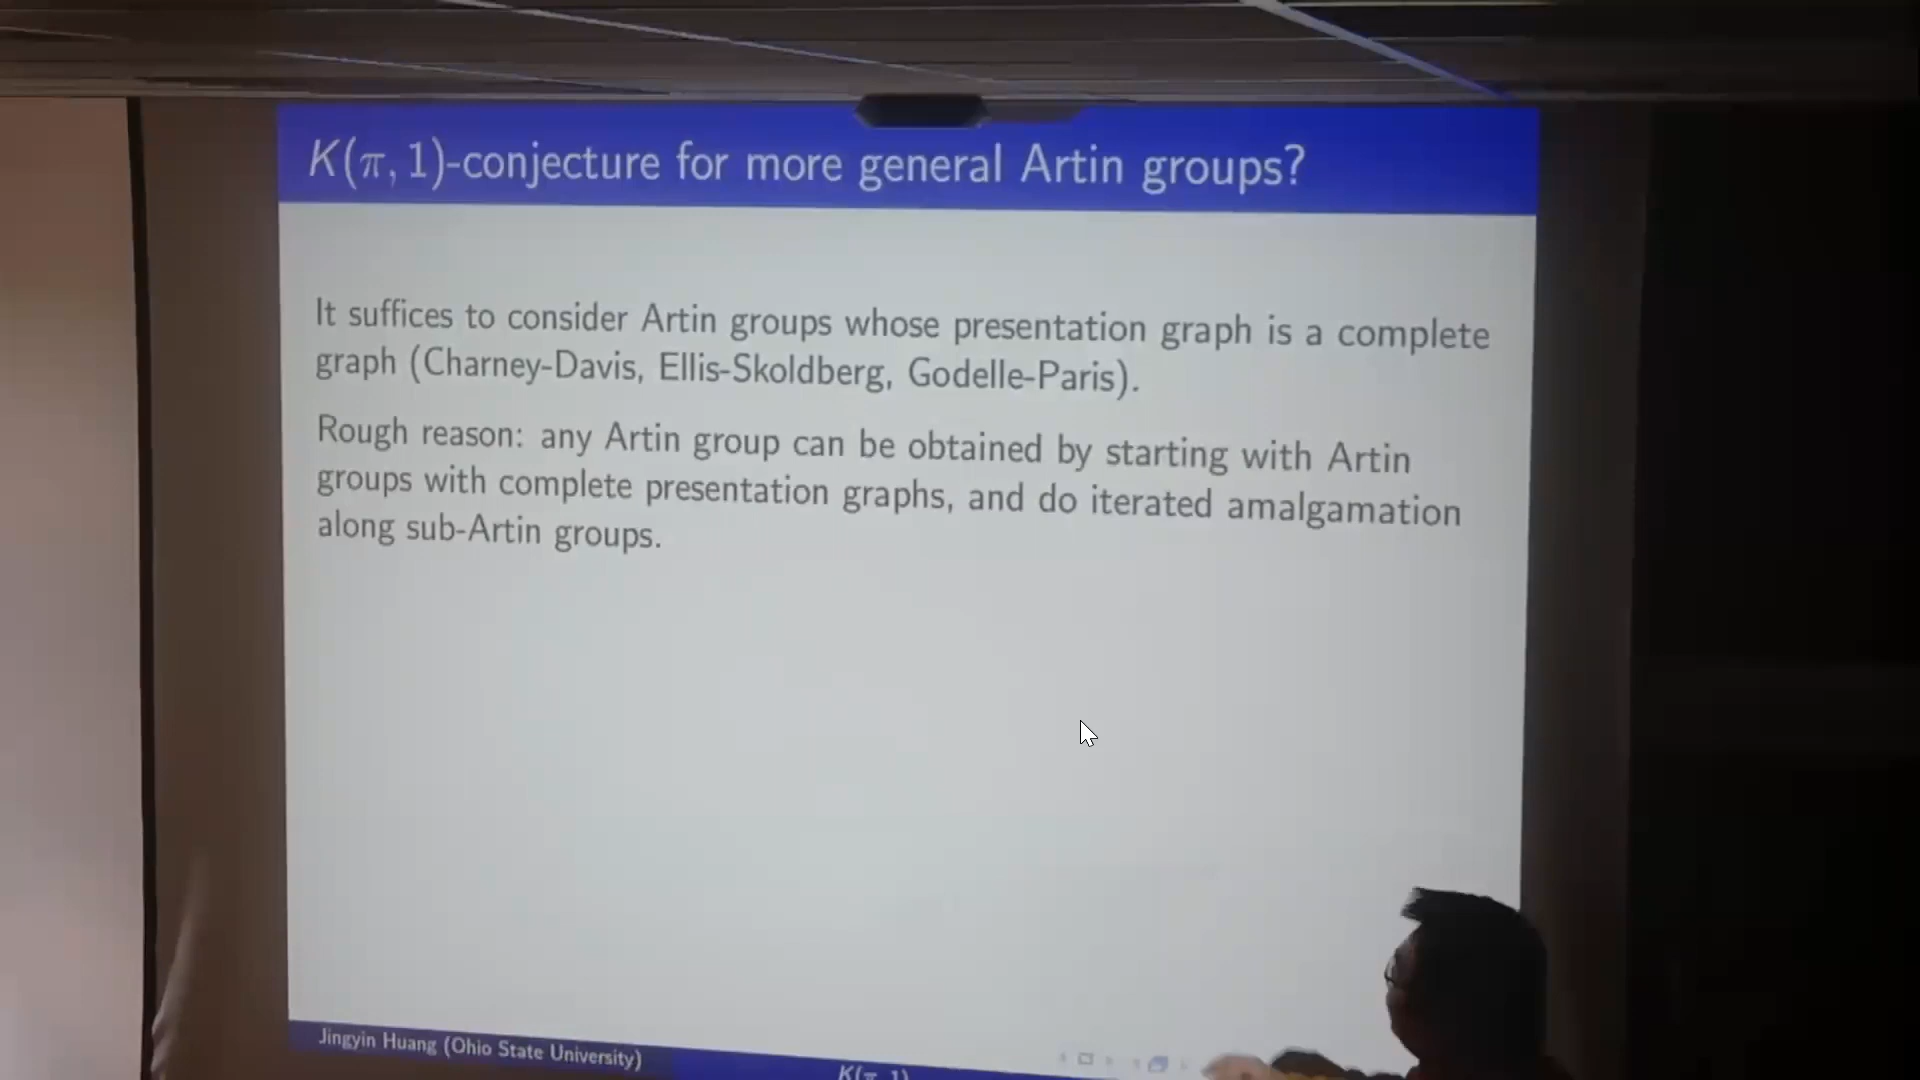 K(π, 1)-conjecture for more general Artin groups?
It suffices to consider Artin groups whose presentation graph is a complete
graph (Charney-Davis, Ellis-Skoldberg, Godelle-Paris).
Rough reason: any Artin group can be obtained by starting with Artin
groups with complete presentation graphs, and do iterated amalgamation
along sub-Artin groups.
Jingyin Huang (Ohio State University)
K(π, 1)